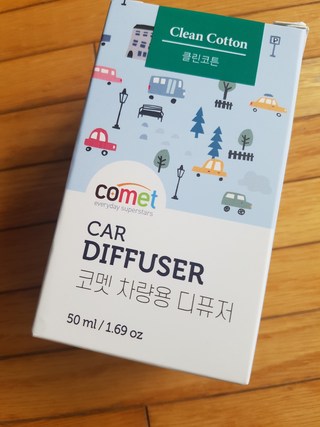 Clean Cotton
클린코튼
P
comet
everyday superstars
CAR
DIFFUSER
코멧 차량용 디퓨저
50 ml / 1.69 oz